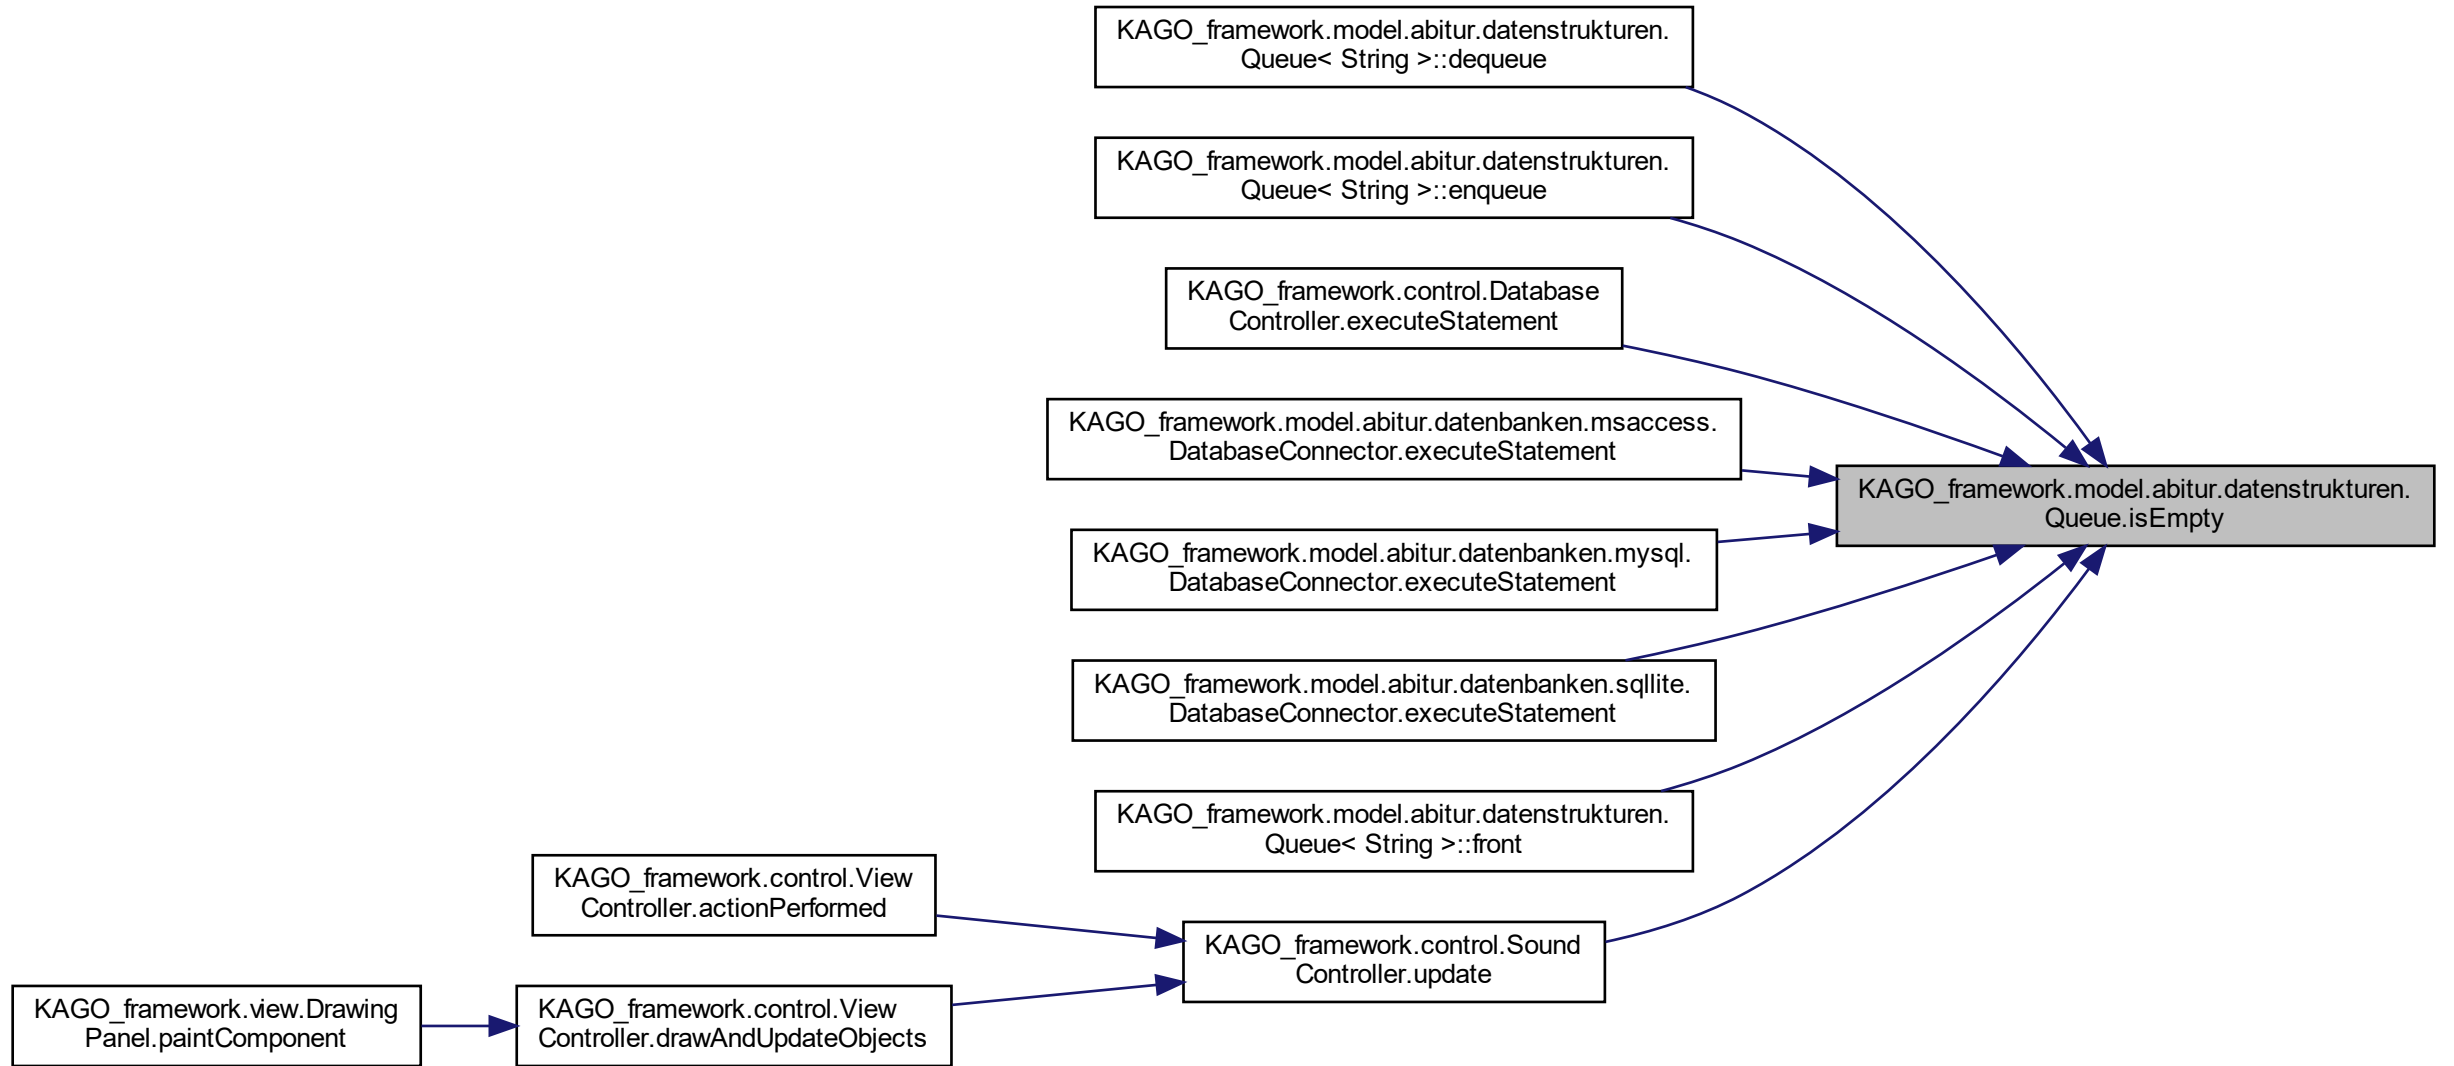 KAGO_framework.model.abitur.datenstrukturen.
Queue< String >::dequeue
KAGO_framework.model.abitur.datenstrukturen.
Queue< String >::enqueue
KAGO_framework.control.Database
Controller.executeStatement
KAGO_framework.model.abitur.datenbanken.msaccess.
DatabaseConnector.executeStatement
KAGO_framework.model.abitur.datenstrukturen.
Queue.isEmpty
KAGO_framework.model.abitur.datenbanken.mysql.
DatabaseConnector.executeStatement
KAGO_framework.model.abitur.datenbanken.sqllite.
DatabaseConnector.executeStatement
KAGO_framework.model.abitur.datenstrukturen.
Queue< String >::front
KAGO_framework.control.View
Controller.actionPerformed
KAGO_framework.control.Sound
Controller.update
KAGO_framework.view.Drawing
Panel.paintComponent
KAGO_framework.control.View
Controller.drawAndUpdateObjects